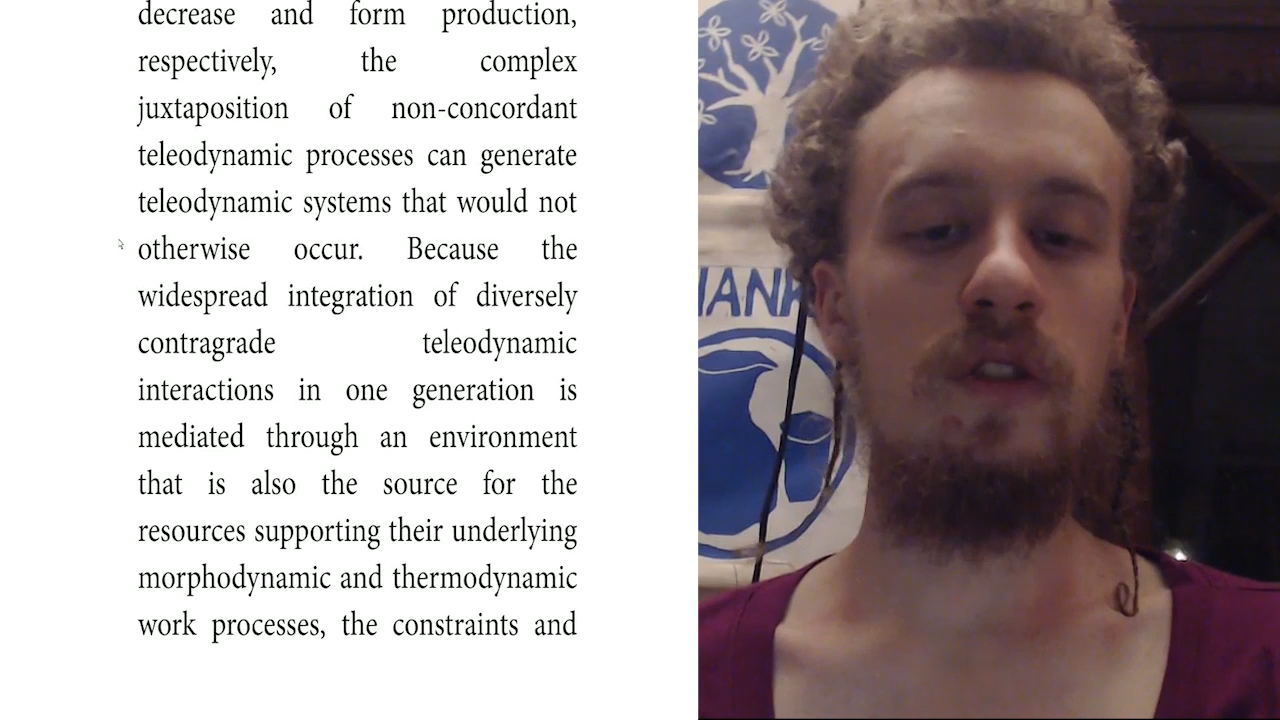 decrease and form production,
respectively, the complex
juxtaposition of non-concordant
teleodynamic processes can generate
teleodynamic systems that would not
otherwise occur. Because the
widespread integration of diversely
contragrade teleodynamic
interactions in one generation is
mediated through an environment
that is also the source for the
resources supporting their underlying
morphodynamic and thermodynamic
work processes, the constraints and